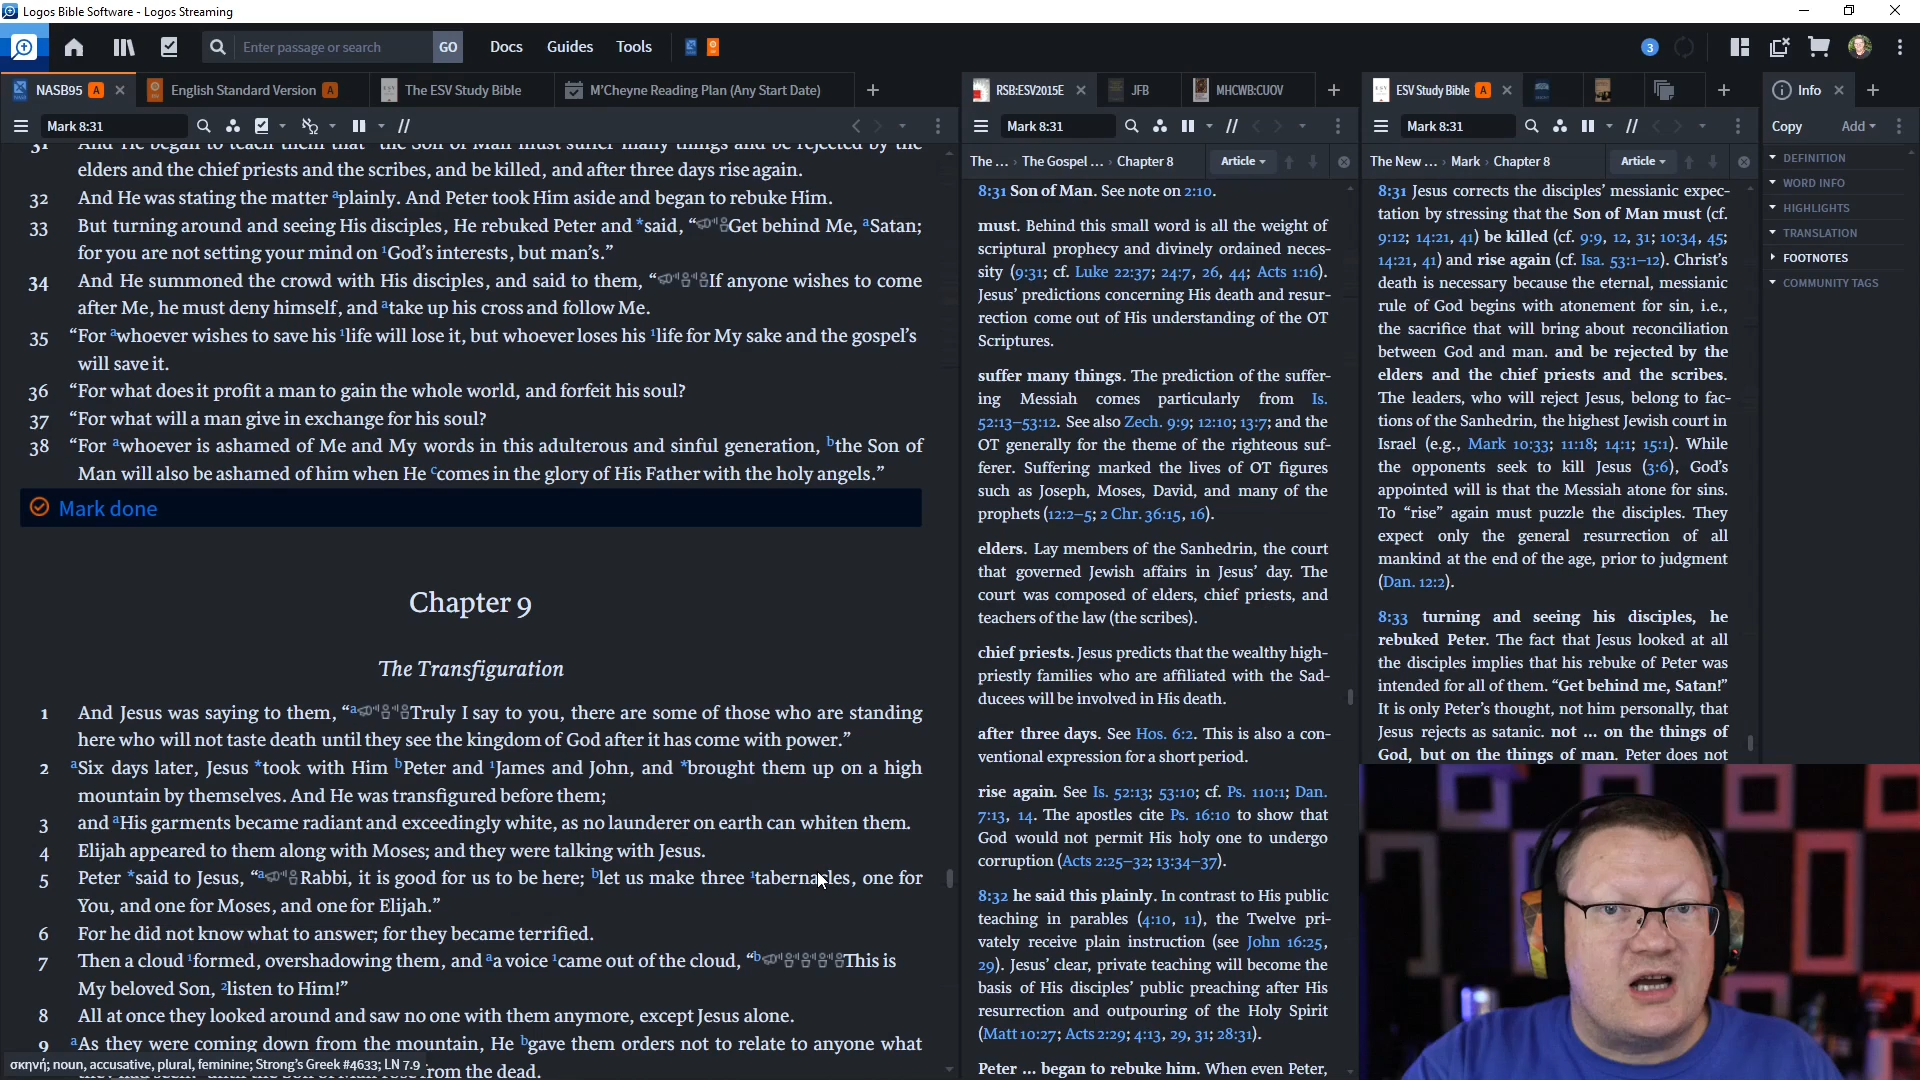 Logos Bible Software - Logos Streaming
Enter passage or search
GO
Docs
Guides
Tools
3
NASB95 A
English Standard Version A
The ESV Study Bible
M'Cheyne Reading Plan (Any Start Date)
RSB:ESV2015E
JFB
MHCWB:CUOV
ESV Study Bible A
Info
Mark 8:31
Mark 8:31
Mark 8:31
Copy
Add
31 And He began to teach them that the Son of Man must suffer many things and be rejected by the
elders and the chief priests and the scribes, and be killed, and after three days rise again.
32 And He was stating the matter ᵃplainly. And Peter took Him aside and began to rebuke Him.
33 But turning around and seeing His disciples, He rebuked Peter and *said, “Get behind Me, ᵃSatan;
for you are not setting your mind on ¹God’s interests, but man’s.”
34 And He summoned the crowd with His disciples, and said to them, “If anyone wishes to come
after Me, he must deny himself, and ᵃtake up his cross and follow Me.
35 “For ᵃwhoever wishes to save his ¹life will lose it, but whoever loses his ¹life for My sake and the gospel’s
will save it.
36 “For what does it profit a man to gain the whole world, and forfeit his soul?
37 “For what will a man give in exchange for his soul?
38 “For ᵃwhoever is ashamed of Me and My words in this adulterous and sinful generation, ᵇthe Son of
Man will also be ashamed of him when He ᶜcomes in the glory of His Father with the holy angels.”
Mark done
Chapter 9
The Transfiguration
1 And Jesus was saying to them, “ᵃTruly I say to you, there are some of those who are standing
here who will not taste death until they see the kingdom of God after it has come with power.”
2 ᵃSix days later, Jesus *took with Him ᵇPeter and ¹James and John, and *brought them up on a high
mountain by themselves. And He was transfigured before them;
3 and ᵃHis garments became radiant and exceedingly white, as no launderer on earth can whiten them.
4 Elijah appeared to them along with Moses; and they were talking with Jesus.
5 Peter *said to Jesus, “ᵃRabbi, it is good for us to be here; ᵇlet us make three ¹tabernacles, one for
You, and one for Moses, and one for Elijah.”
6 For he did not know what to answer; for they became terrified.
7 Then a cloud ¹formed, overshadowing them, and ᵃa voice ¹came out of the cloud, “ᵇThis is
My beloved Son, ²listen to Him!”
8 All at once they looked around and saw no one with them anymore, except Jesus alone.
9 ᵃAs they were coming down from the mountain, He ᵇgave them orders not to relate to anyone what
from the dead.
σκηνή; noun, accusative, plural, feminine; Strong’s Greek #4633; LN 7.9
The ... › The Gospel ... › Chapter 8
Article
8:31 Son of Man. See note on 2:10.
must. Behind this small word is all the weight of
scriptural prophecy and divinely ordained neces-
sity (9:31; cf. Luke 22:37; 24:7, 26, 44; Acts 1:16).
Jesus’ predictions concerning His death and resur-
rection come out of His understanding of the OT
Scriptures.
suffer many things. The prediction of the suffer-
ing Messiah comes particularly from Is.
52:13–53:12. See also Zech. 9:9; 12:10; 13:7; and the
OT generally for the theme of the righteous suf-
ferer. Suffering marked the lives of OT figures
such as Joseph, Moses, David, and many of the
prophets (12:2–5; 2 Chr. 36:15, 16).
elders. Lay members of the Sanhedrin, the court
that governed Jewish affairs in Jesus’ day. The
court was composed of elders, chief priests, and
teachers of the law (the scribes).
chief priests. Jesus predicts that the wealthy high-
priestly families who are affiliated with the Sad-
ducees will be involved in His death.
after three days. See Hos. 6:2. This is also a con-
ventional expression for a short period.
rise again. See Is. 52:13; 53:10; cf. Ps. 110:1; Dan.
7:13, 14. The apostles cite Ps. 16:10 to show that
God would not permit His holy one to undergo
corruption (Acts 2:25–32; 13:34–37).
8:32 he said this plainly. In contrast to His public
teaching in parables (4:10, 11), the Twelve pri-
vately receive plain instruction (see John 16:25,
29). Jesus’ clear, private teaching will become the
basis of His disciples’ public preaching after His
resurrection and outpouring of the Holy Spirit
(Matt 10:27; Acts 2:29; 4:13, 29, 31; 28:31).
Peter ... began to rebuke him. When even Peter,
The New ... › Mark › Chapter 8
Article
8:31 Jesus corrects the disciples’ messianic expec-
tation by stressing that the Son of Man must (cf.
9:12; 14:21, 41) be killed (cf. 9:9, 12, 31; 10:34, 45;
14:21, 41) and rise again (cf. Isa. 53:1–12). Christ’s
death is necessary because the eternal, messianic
rule of God begins with atonement for sin, i.e.,
the sacrifice that will bring about reconciliation
between God and man. and be rejected by the
elders and the chief priests and the scribes.
The leaders, who will reject Jesus, belong to fac-
tions of the Sanhedrin, the highest Jewish court in
Israel (e.g., Mark 10:33; 11:18; 14:1; 15:1). While
the opponents seek to kill Jesus (3:6), God’s
appointed will is that the Messiah atone for sins.
To “rise” again must puzzle the disciples. They
expect only the general resurrection of all
mankind at the end of the age, prior to judgment
(Dan. 12:2).
8:33 turning and seeing his disciples, he
rebuked Peter. The fact that Jesus looked at all
the disciples implies that his rebuke of Peter was
intended for all of them. “Get behind me, Satan!”
It is only Peter’s thought, not him personally, that
Jesus rejects as satanic. not ... on the things of
God, but on the things of man. Peter does not
DEFINITION
WORD INFO
HIGHLIGHTS
TRANSLATION
FOOTNOTES
COMMUNITY TAGS